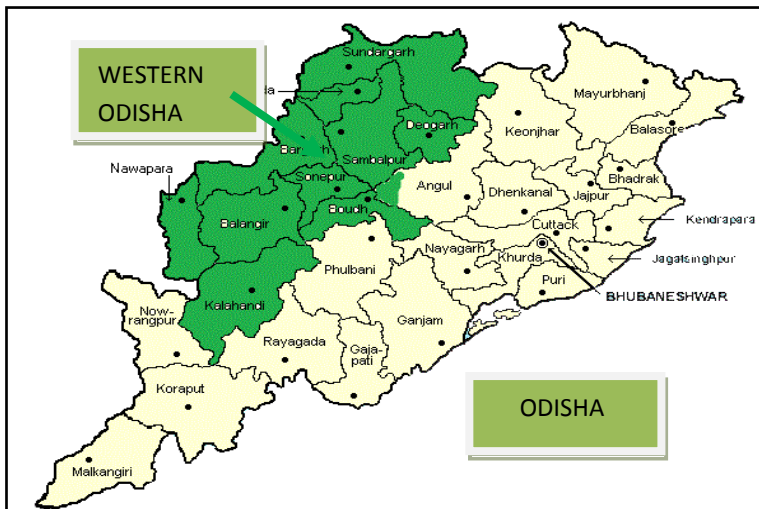 WESTERN
ODISHA
Sundargarh
Mayurbhanj
Deogarh
Keonjhar
Balasore
Sambalpur
Nawapara
Sonepur
Angul
Dhenkanal
Bhadrak
Jajpur
Balangir
Boudh
Cuttack
Kendrapara
Nayagarh
Khurda
Jagatsinghpur
Phulbani
Puri
BHUBANESHWAR
Kalahandi
Now-
rangpur
Ganjam
Rayagada
Gaja-
pati
Koraput
ODISHA
Malkangiri